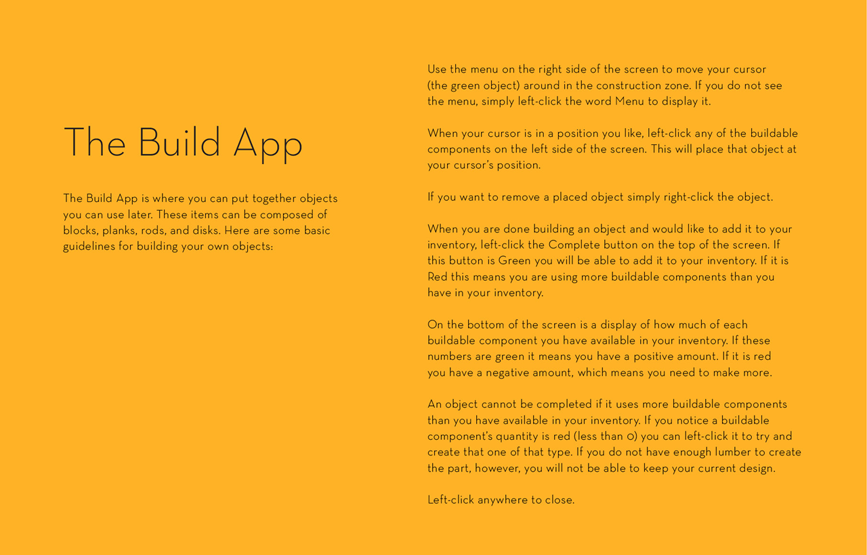 The Build App
The Build App is where you can put together objects
you can use later. These items can be composed of
blocks, planks, rods, and disks. Here are some basic
guidelines for building your own objects:
Use the menu on the right side of the screen to move your cursor
(the green object) around in the construction zone. If you do not see
the menu, simply left-click the word Menu to display it.
When your cursor is in a position you like, left-click any of the buildable
components on the left side of the screen. This will place that object at
your cursor's position.
If you want to remove a placed object simply right-click the object.
When you are done building an object and would like to add it to your
inventory, left-click the Complete button on the top of the screen. If
this button is Green you will be able to add it to your inventory. If it is
Red this means you are using more buildable components than you
have in your inventory.
On the bottom of the screen is a display of how much of each
buildable component you have available in your inventory. If these
numbers are green it means you have a positive amount. If it is red
you have a negative amount, which means you need to make more.
An object cannot be completed if it uses more buildable components
than you have available in your inventory. If you notice a buildable
component's quantity is red (less than 0) you can left-click it to try and
create that one of that type. If you do not have enough lumber to create
the part, however, you will not be able to keep your current design.
Left-click anywhere to close.